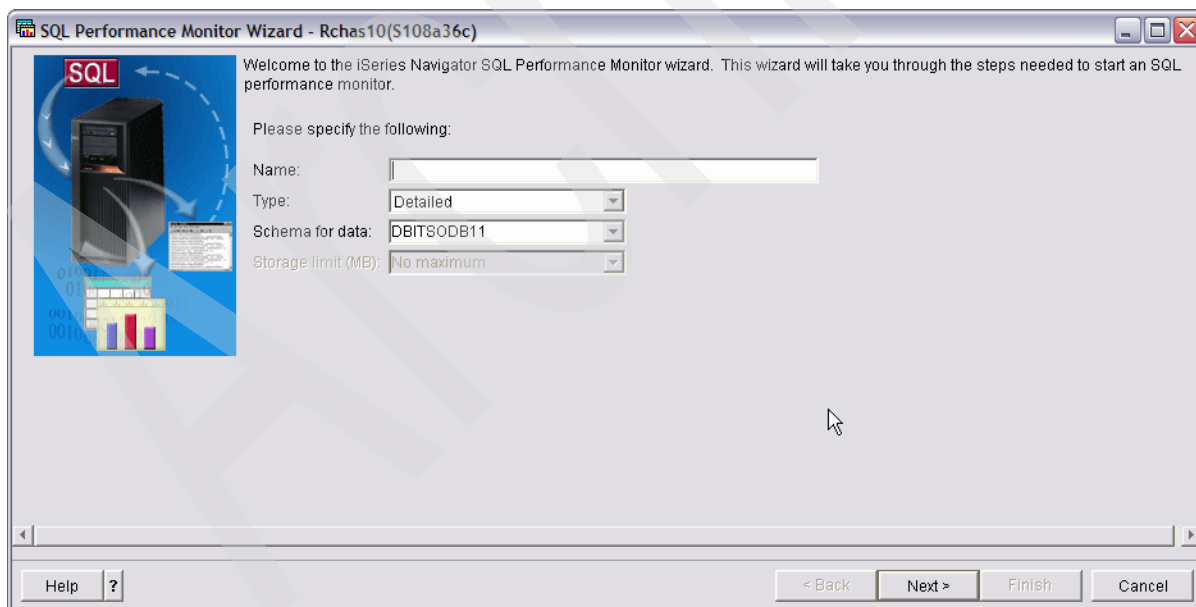 SQL Performance Monitor Wizard - Rchas10(S108a36c)
SQL
Welcome to the iSeries Navigator SQL Performance Monitor wizard. This wizard will take you through the steps needed to start an SQL
performance monitor.
Please specify the following:
Name:
Type: Detailed
Schema for data: DBITSODB11
Storage limit (MB): No maximum
Help ? < Back Next > Finish Cancel